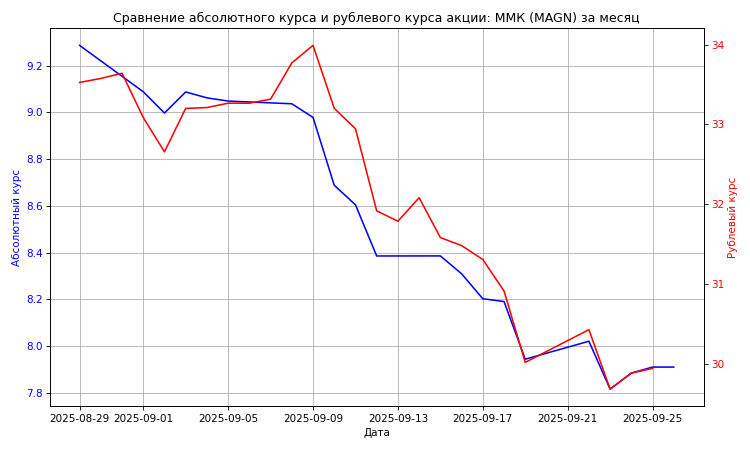 Сравнение абсолютного курса и рублевого курса акции: ММК (MAGN) за месяц
9.2
9.0
8.8
8.6
8.4
8.2
8.0
7.8
Абсолютный курс
34
33
32
31
30
Рублевый курс
2025-08-29 2025-09-01 2025-09-05 2025-09-09 2025-09-13 2025-09-17 2025-09-21 2025-09-25
Дата